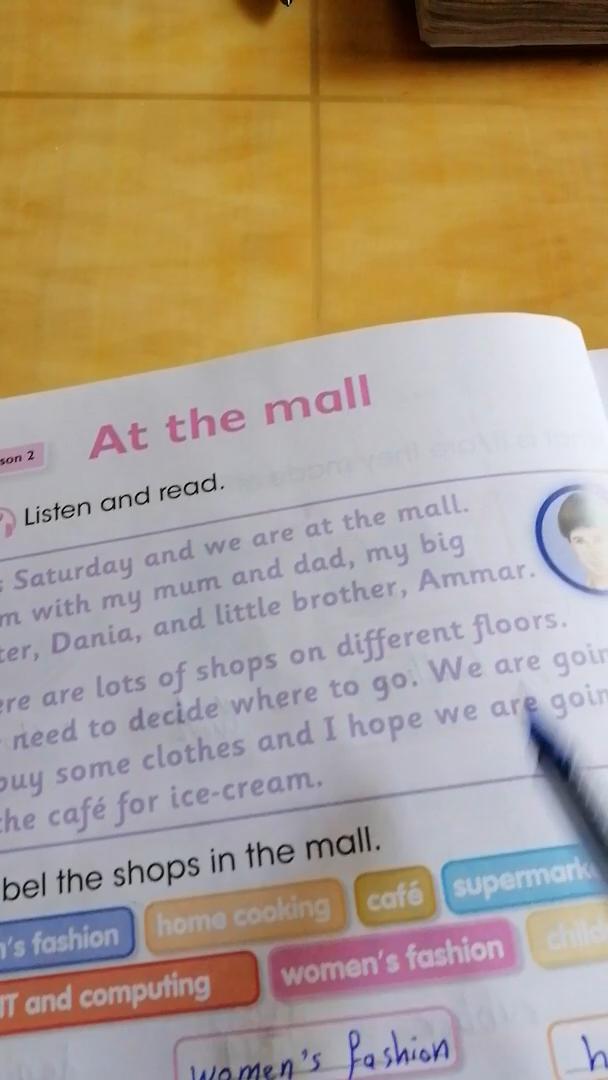 son 2
At the mall
Listen and read.
s Saturday and we are at the mall.
m with my mum and dad, my big
ter, Dania, and little brother, Ammar.
ere are lots of shops on different floors.
need to decide where to go. We are goin
buy some clothes and I hope we are goin
the café for ice-cream.
bel the shops in the mall.
n's fashion
home cooking
café
supermark
IT and computing
women's fashion
child
women's fashion
h